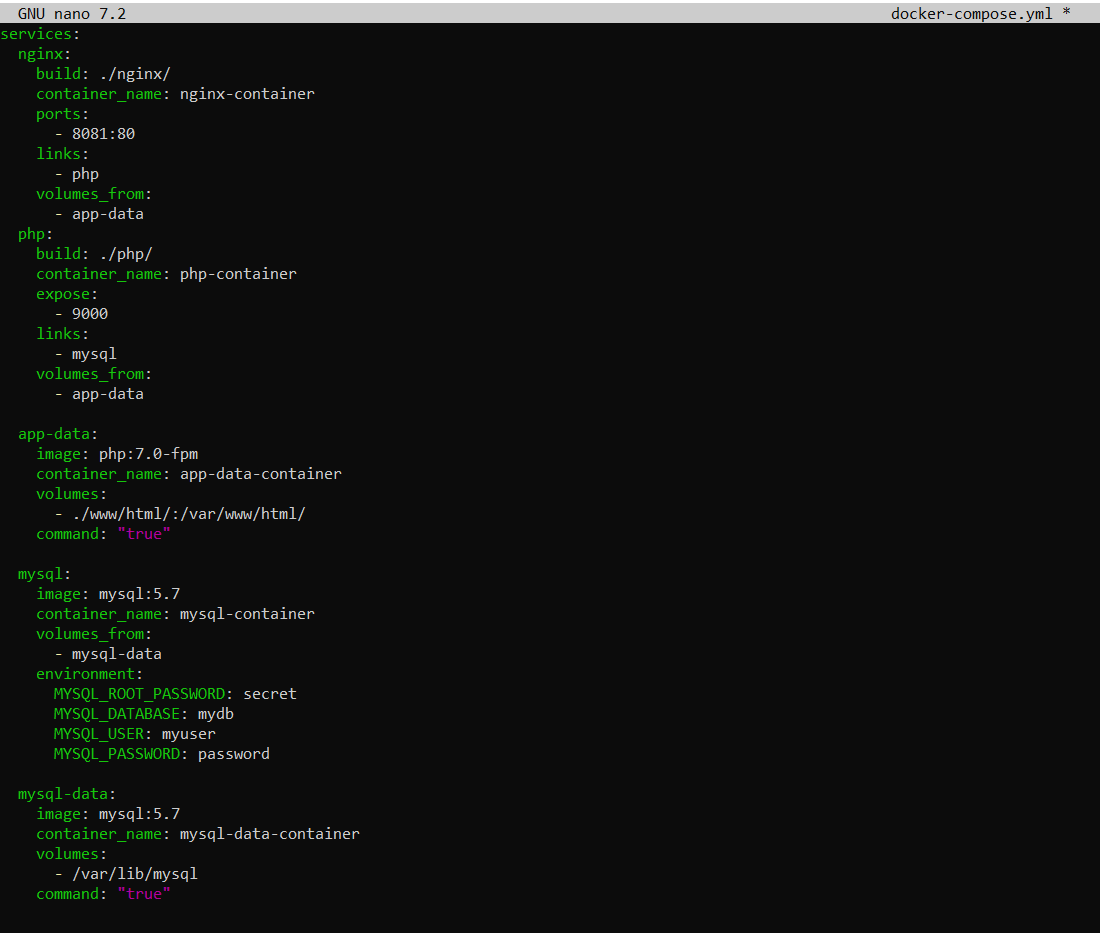 GNU nano 7.2 docker-compose.yml *
services:
  nginx:
    build: ./nginx/
    container_name: nginx-container
    ports:
      - 8081:80
    links:
      - php
    volumes_from:
      - app-data
  php:
    build: ./php/
    container_name: php-container
    expose:
      - 9000
    links:
      - mysql
    volumes_from:
      - app-data

  app-data:
    image: php:7.0-fpm
    container_name: app-data-container
    volumes:
      - ./www/html/:/var/www/html/
    command: "true"

  mysql:
    image: mysql:5.7
    container_name: mysql-container
    volumes_from:
      - mysql-data
    environment:
      MYSQL_ROOT_PASSWORD: secret
      MYSQL_DATABASE: mydb
      MYSQL_USER: myuser
      MYSQL_PASSWORD: password

  mysql-data:
    image: mysql:5.7
    container_name: mysql-data-container
    volumes:
      - /var/lib/mysql
    command: "true"